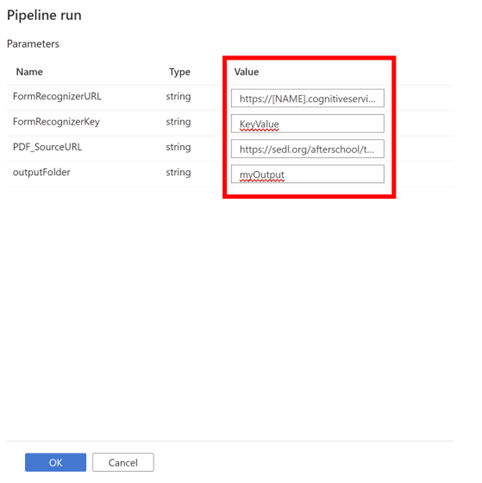 Pipeline run
Parameters
Name Type Value
FormRecognizerURL string https://[NAME].cognitiveservi...
FormRecognizerKey string KeyValue
PDF_SourceURL string https://sedl.org/afterschool/t...
outputFolder string myOutput
OK Cancel